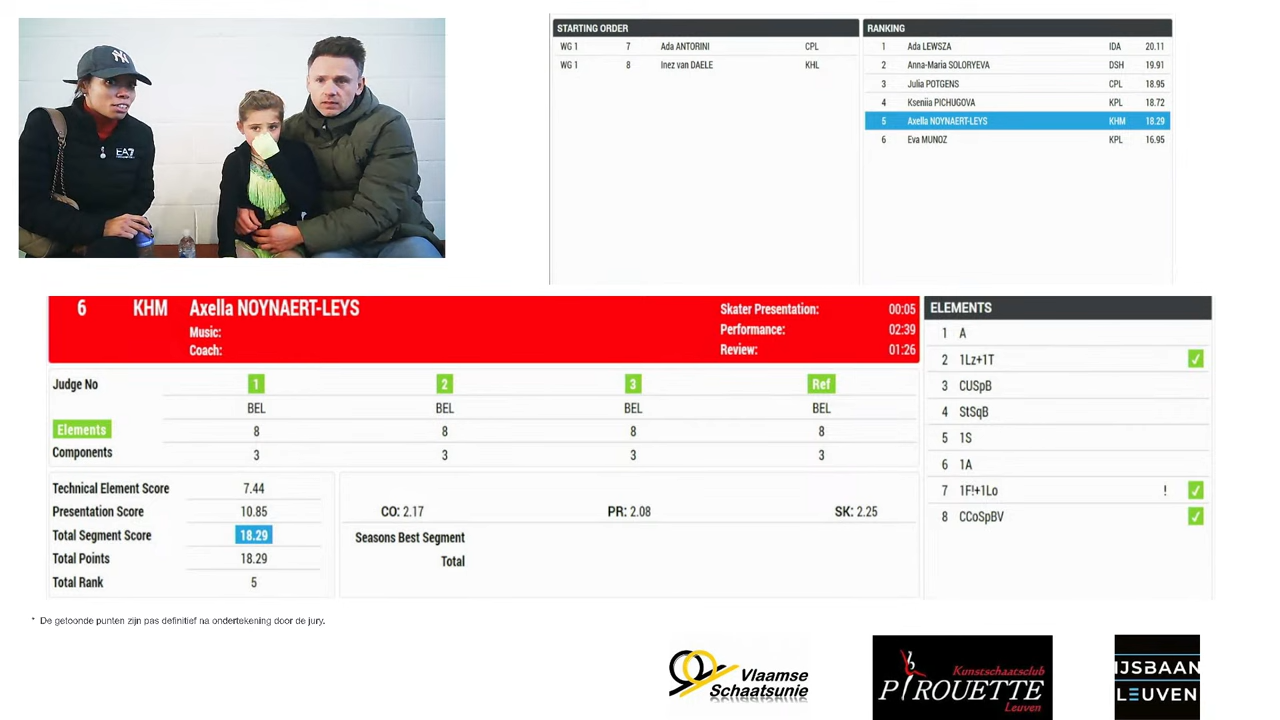 NY
EA7
STARTING ORDER
WG 1 7 Ada ANTORINI CPL
WG 1 8 Inez van DAELE KHL
RANKING
1 Ada LEWSZA IDA 20.11
2 Anna-Maria SOLORYEVA DSH 19.91
3 Julia POTGENS CPL 18.95
4 Kseniia PICHUGOVA KPL 18.72
5 Axella NOYNAERT-LEYS KHM 18.29
6 Eva MUNOZ KPL 16.95
6 KHM Axella NOYNAERT-LEYS
Music:
Coach:
Skater Presentation: 00:05
Performance: 02:39
Review: 01:26
Judge No 1 2 3 Ref
BEL BEL BEL BEL
Elements 8 8 8 8
Components 3 3 3 3
Technical Element Score 7.44
Presentation Score 10.85
Total Segment Score 18.29
Total Points 18.29
Total Rank 5
CO: 2.17 PR: 2.08 SK: 2.25
Seasons Best Segment
Total
ELEMENTS
1 A
2 1Lz+1T
3 CUSpB
4 StSqB
5 1S
6 1A
7 1F!+1Lo !
8 CCoSpBV
* De getoonde punten zijn pas definitief na ondertekening door de jury.
Vlaamse
Schaatsunie
Kunstschaatsclub
PIROUETTE
Leuven
IJSBAAN
LEUVEN